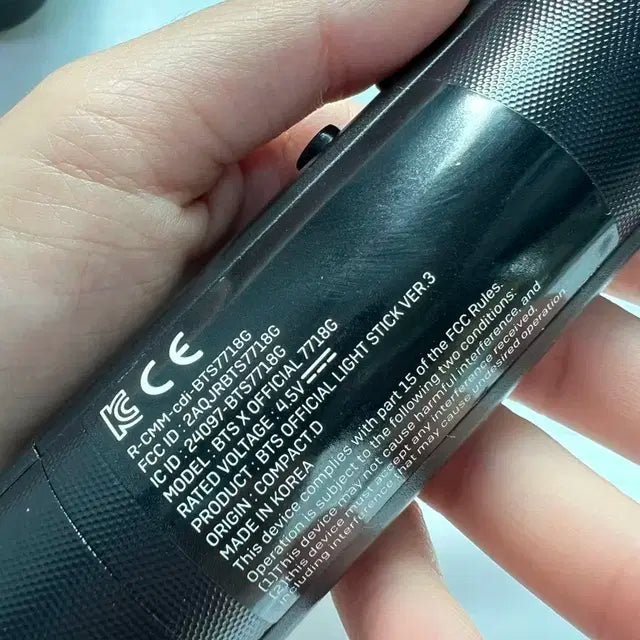 R-CMM-cdi-BTS7718G
FCC ID : 2AQJRBTS7718G
IC ID : 24097-BTS7718G
MODEL : BTS X OFFICIAL 7718G
RATED VOLTAGE : 4.5V
PRODUCT : BTS OFFICIAL LIGHT STICK VER.3
ORIGIN : COMPACT D
MADE IN KOREA
This device complies with part 15 of the FCC Rules.
Operation is subject to the following two conditions:
(1) This device may not cause harmful interference, and
(2) this device must accept any interference received,
including interference that may cause undesired operation